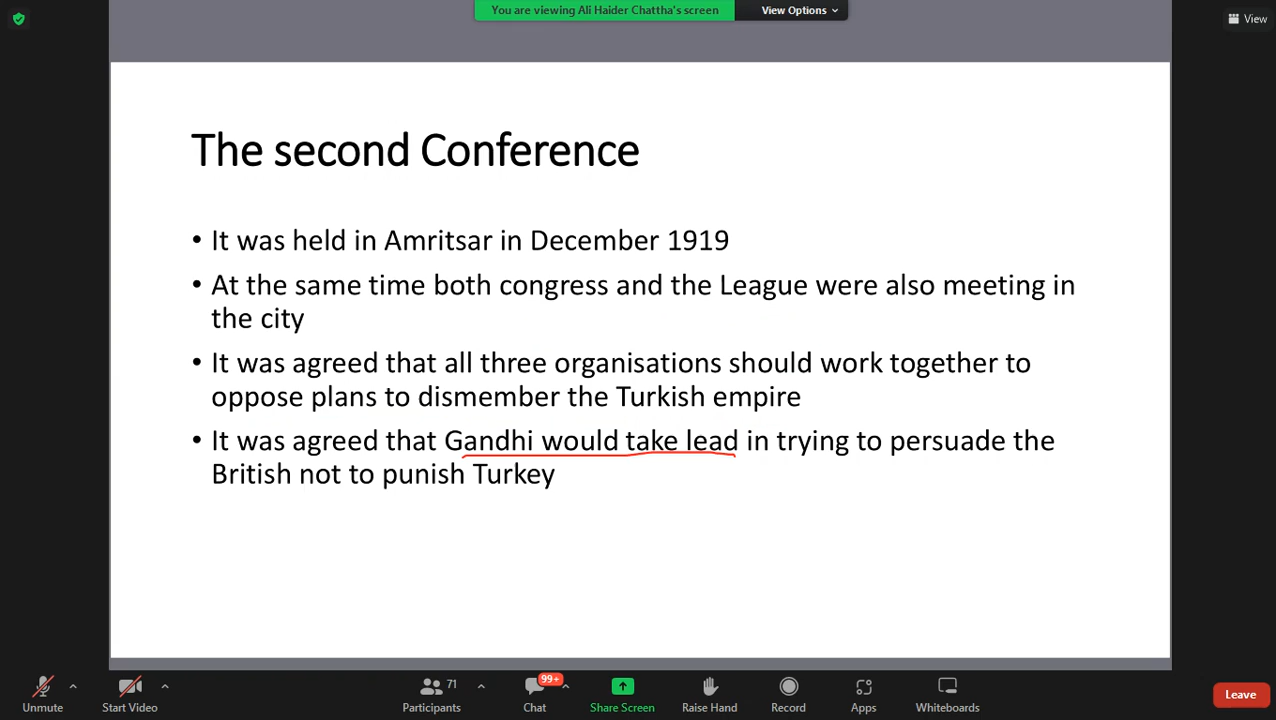 You are viewing Ali Haider Chattha's screen
View Options
View
The second Conference
• It was held in Amritsar in December 1919
• At the same time both congress and the League were also meeting in
the city
• It was agreed that all three organisations should work together to
oppose plans to dismember the Turkish empire
• It was agreed that Gandhi would take lead in trying to persuade the
British not to punish Turkey
71
99+
Unmute
Start Video
Participants
Chat
Share Screen
Raise Hand
Record
Apps
Whiteboards
Leave